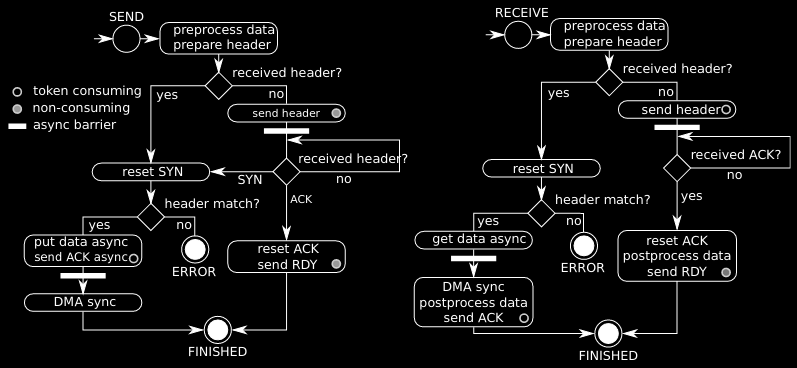 SEND
preprocess data
prepare header
received header?
yes
no
token consuming
non-consuming
async barrier
send header
received header?
reset SYN
SYN
no
ACK
header match?
yes
no
put data async
send ACK async
ERROR
reset ACK
send RDY
DMA sync
FINISHED
RECEIVE
preprocess data
prepare header
received header?
yes
no
send header
received ACK?
no
reset SYN
yes
header match?
yes
no
get data async
ERROR
reset ACK
postprocess data
send RDY
DMA sync
postprocess data
send ACK
FINISHED